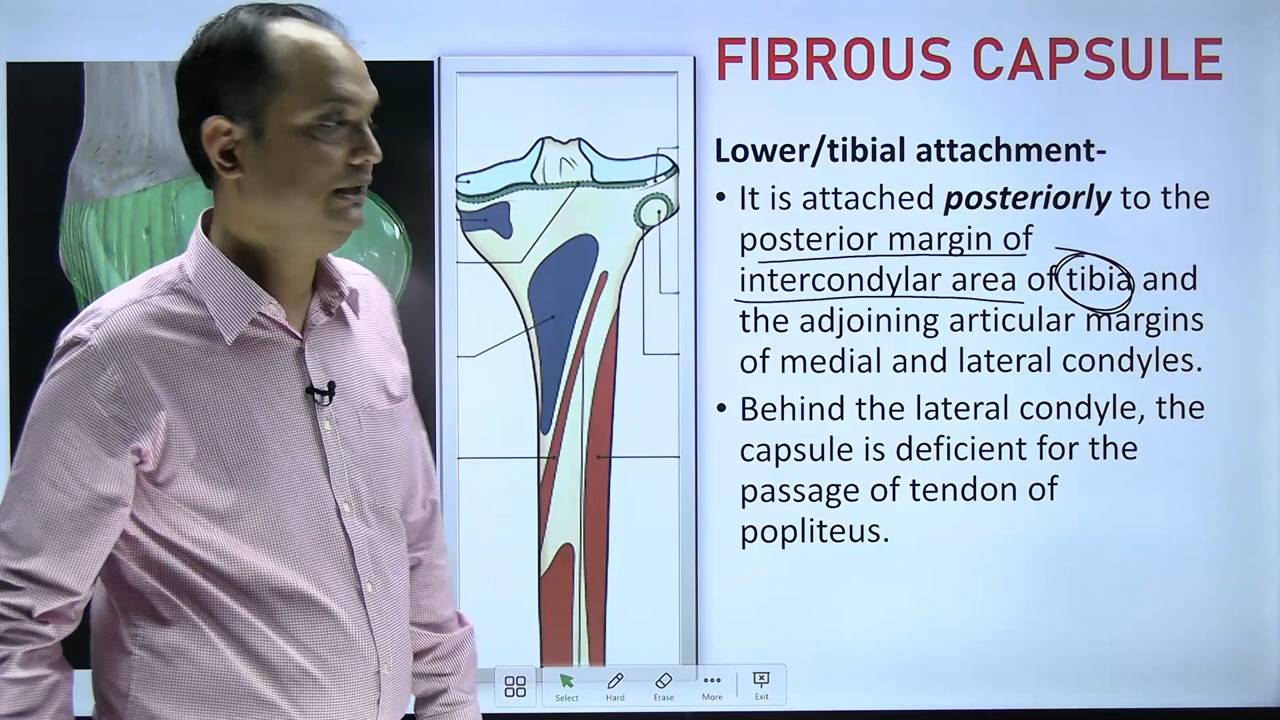 FIBROUS CAPSULE
Lower/tibial attachment-
• It is attached posteriorly to the
posterior margin of
intercondylar area of tibia and
the adjoining articular margins
of medial and lateral condyles.
• Behind the lateral condyle, the
capsule is deficient for the
passage of tendon of
popliteus.
Select Hard Erase More Exit